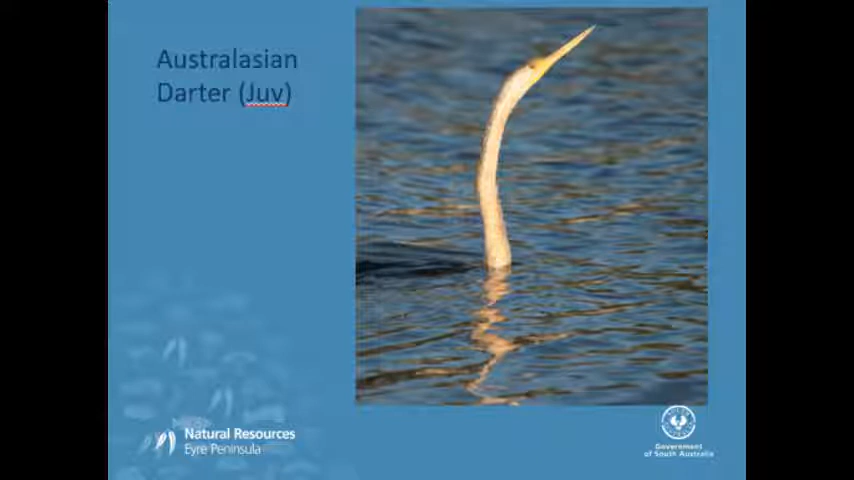 Australasian
Darter (Juv)
Natural Resources
Eyre Peninsula
Government
of South Australia